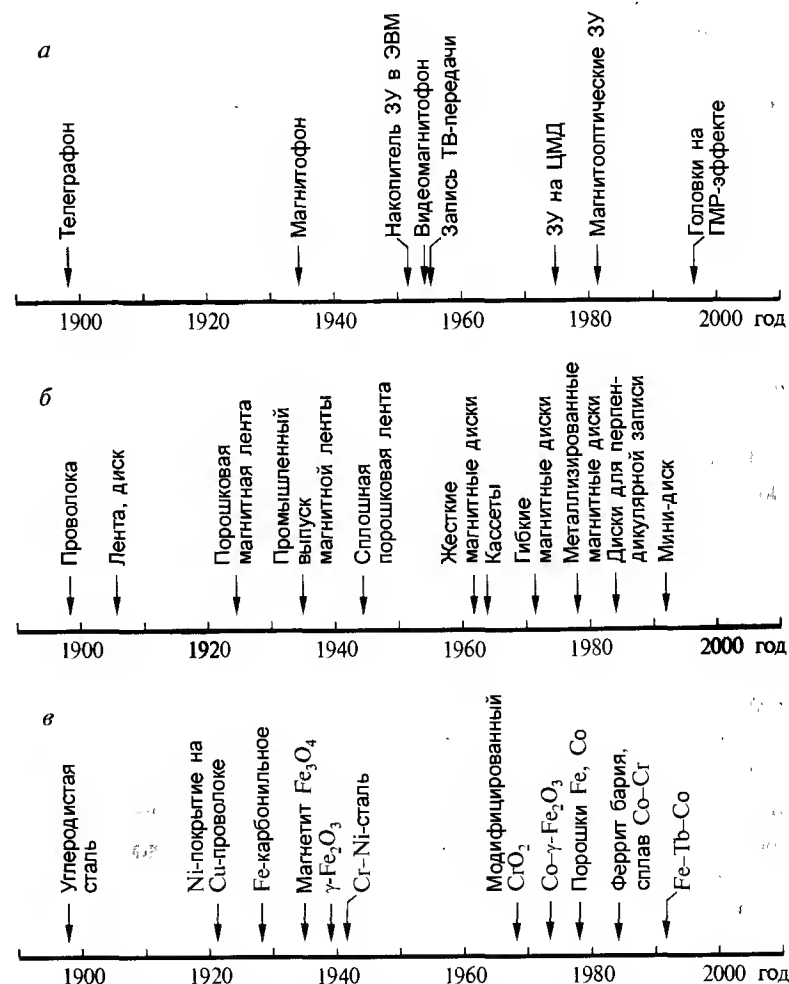 а
Телеграфон
Магнитофон
Накопитель ЗУ в ЭВМ
Видеомагнитофон
Запись ТВ-передачи
ЗУ на ЦМД
Магнитооптические ЗУ
Головки на
ГМР-эффекте
1900
1920
1940
1960
1980
2000
год
б
Проволока
Лента, диск
Порошковая
магнитная лента
Промышленный
выпуск
магнитной ленты
Сплошная
порошковая лента
Жесткие
магнитные диски
Кассеты
Гибкие
магнитные диски
Металлизированные
магнитные диски
Диски для перпен-
дикулярной записи
Мини-диск
1900
1920
1940
1960
1980
2000
год
в
Углеродистая
сталь
Ni-покрытие на
Cu-проволоке
Fe-карбонильное
Магнетит Fe₃O₄
γ-Fe₂O₃
Cr–Ni-сталь
Модифицированный
CrO₂
Co–γ-Fe₂O₃
Порошки Fe, Co
Феррит бария,
сплав Co–Cr
Fe–Tb–Co
1900
1920
1940
1960
1980
2000
год